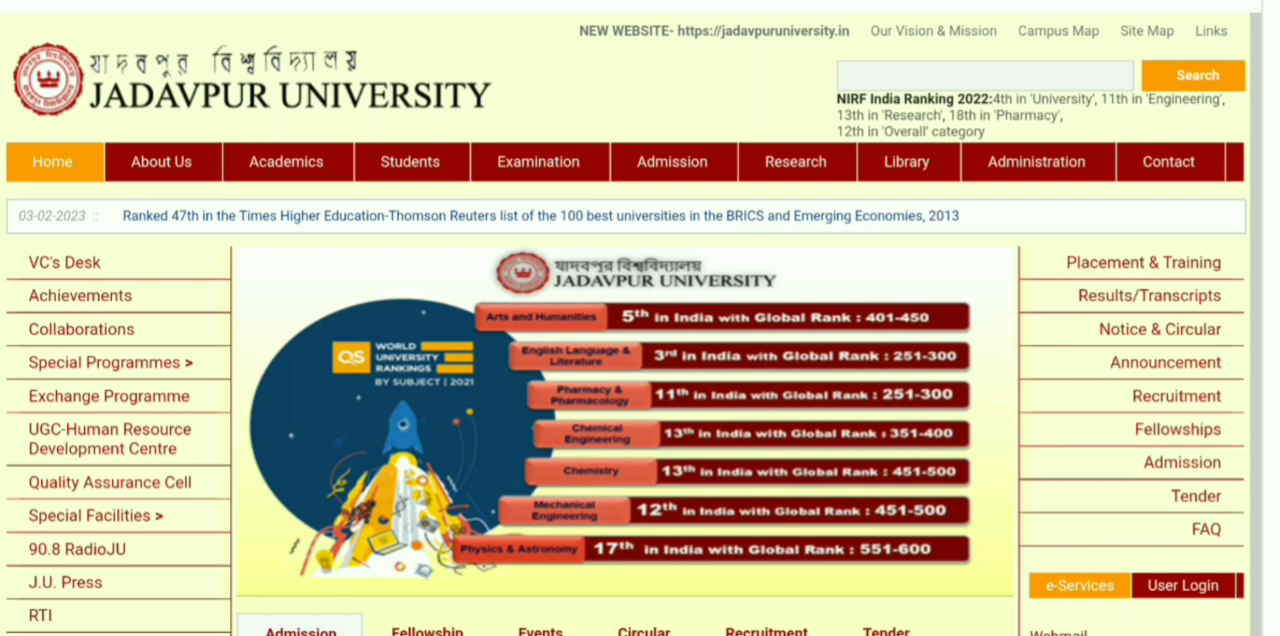 NEW WEBSITE- https://jadavpuruniversity.in Our Vision & Mission Campus Map Site Map Links
যাদবপুর বিশ্ববিদ্যালয়
JADAVPUR UNIVERSITY
Search
NIRF India Ranking 2022:4th in 'University', 11th in 'Engineering',
13th in 'Research', 18th in 'Pharmacy',
12th in 'Overall' category
Home About Us Academics Students Examination Admission Research Library Administration Contact
03-02-2023 :: Ranked 47th in the Times Higher Education-Thomson Reuters list of the 100 best universities in the BRICS and Emerging Economies, 2013
VC's Desk
Achievements
Collaborations
Special Programmes >
Exchange Programme
UGC-Human Resource
Development Centre
Quality Assurance Cell
Special Facilities >
90.8 RadioJU
J.U. Press
RTI
যাদবপুর বিশ্ববিদ্যালয়
JADAVPUR UNIVERSITY
QS WORLD
UNIVERSITY
RANKINGS
BY SUBJECT | 2021
Arts and Humanities 5th in India with Global Rank : 401-450
English Language &
Literature 3rd in India with Global Rank : 251-300
Pharmacy &
Pharmacology 11th in India with Global Rank : 251-300
Chemical
Engineering 13th in India with Global Rank : 351-400
Chemistry 13th in India with Global Rank : 451-500
Mechanical
Engineering 12th in India with Global Rank : 451-500
Physics & Astronomy 17th in India with Global Rank : 551-600
Placement & Training
Results/Transcripts
Notice & Circular
Announcement
Recruitment
Fellowships
Admission
Tender
FAQ
e-Services User Login
Webmail
Admission Fellowship Events Circular Recruitment Tender